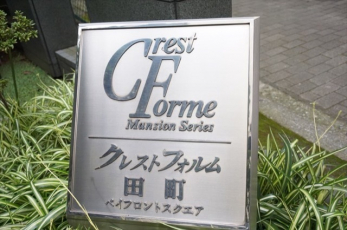 Crest
Forme
Mansion Series
クレストフォルム
田町
ベイフロントスクエア